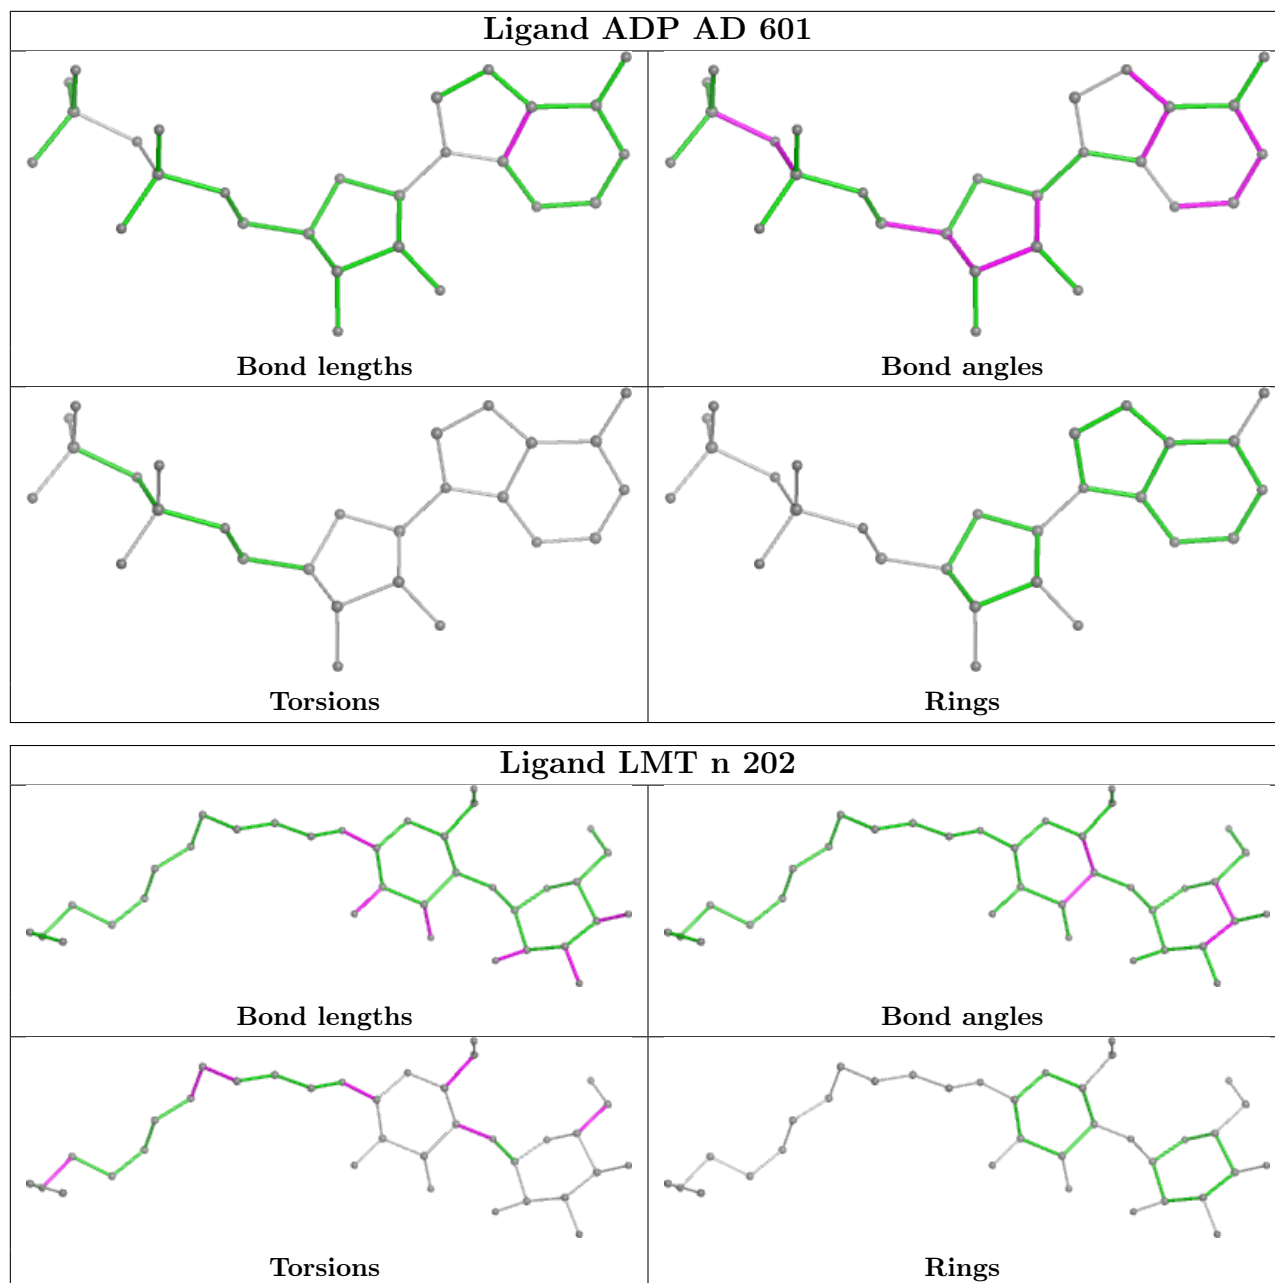 Ligand ADP AD 601
Bond lengths
Bond angles
Torsions
Rings
Ligand LMT n 202
Bond lengths
Bond angles
Torsions
Rings